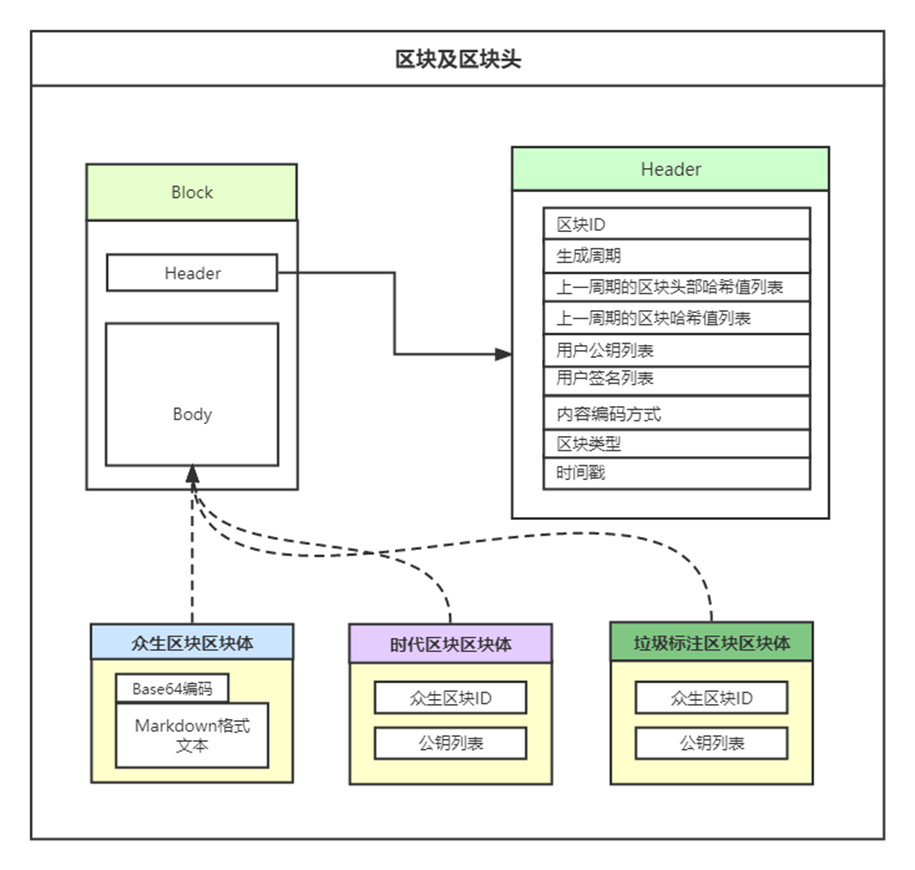 区块及区块头
Block
Header
Body
Header
区块ID
生成周期
上一周期的区块头部哈希值列表
上一周期的区块哈希值列表
用户公钥列表
用户签名列表
内容编码方式
区块类型
时间戳
众生区块区块体
Base64编码
Markdown格式
文本
时代区块区块体
众生区块ID
公钥列表
垃圾标注区块区块体
众生区块ID
公钥列表